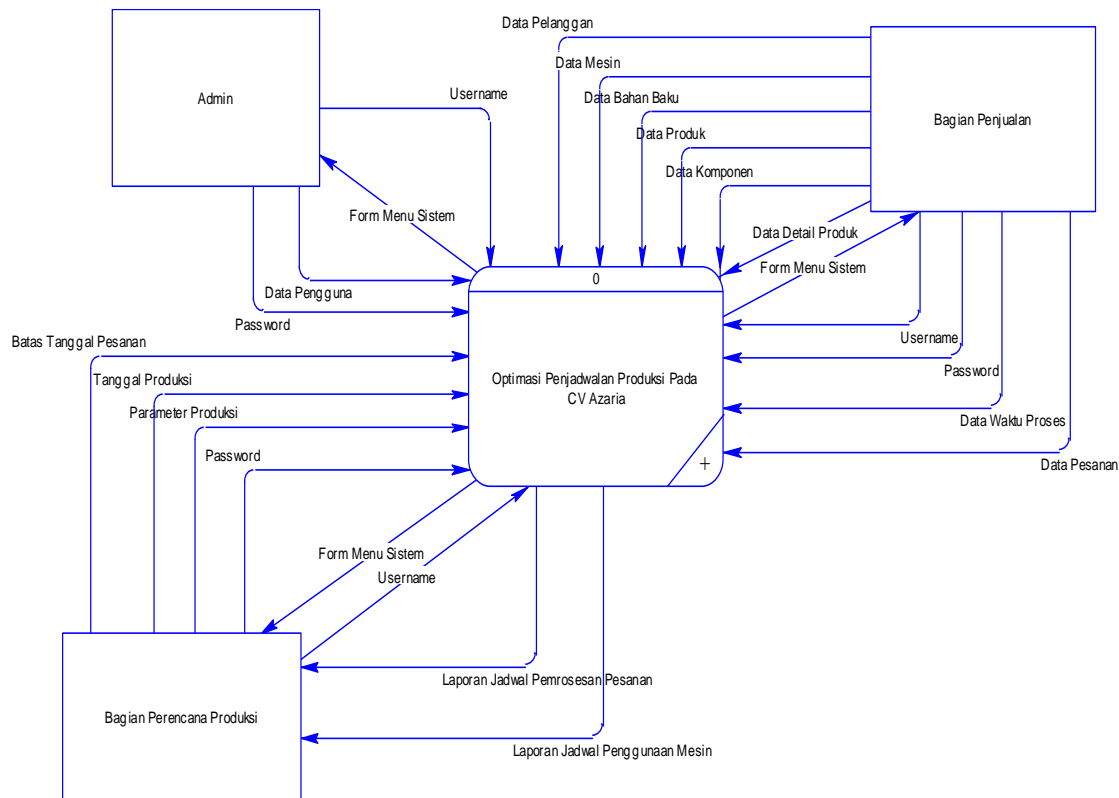 Data Pelanggan
Data Mesin
Username
Data Bahan Baku
Admin
Bagian Penjualan
Data Produk
Data Komponen
Form Menu Sistem
Data Detail Produk
Form Menu Sistem
0
Data Pengguna
Password
Username
Batas Tanggal Pesanan
Password
Tanggal Produksi
Optimasi Penjadwalan Produksi Pada
CV Azaria
Parameter Produksi
Data Waktu Proses
Password
+
Data Pesanan
Form Menu Sistem
Username
Laporan Jadwal Pemrosesan Pesanan
Bagian Perencana Produksi
Laporan Jadwal Penggunaan Mesin